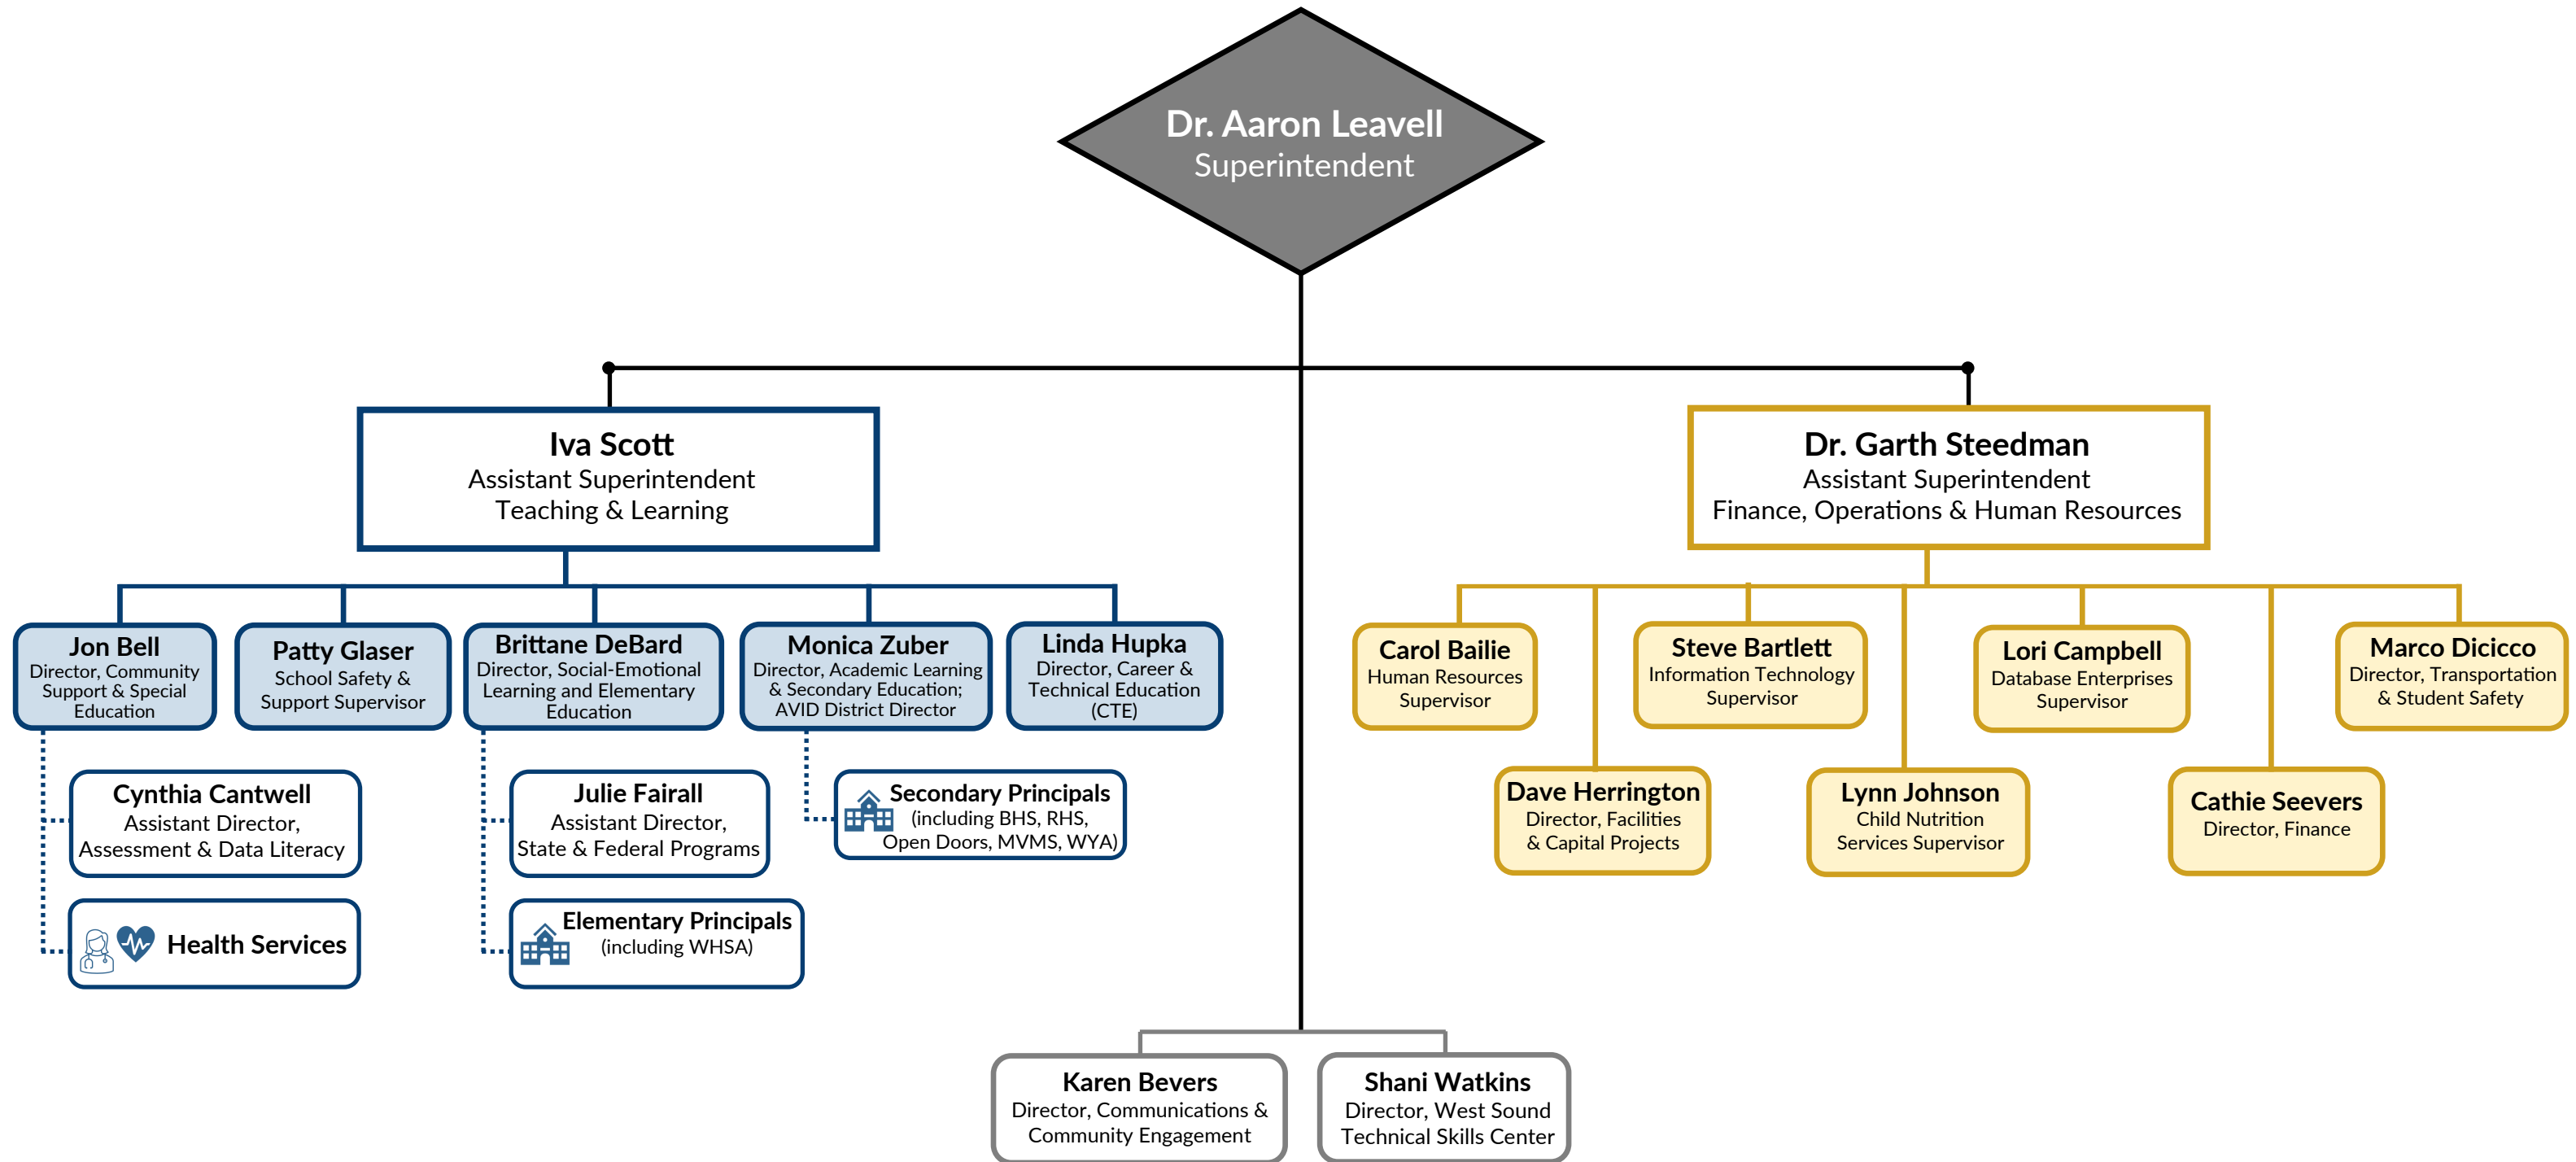 Dr. Aaron Leavell
Superintendent
Iva Scott
Assistant Superintendent
Teaching & Learning
Dr. Garth Steedman
Assistant Superintendent
Finance, Operations & Human Resources
Jon Bell
Director, Community
Support & Special
Education
Patty Glaser
School Safety &
Support Supervisor
Brittane DeBard
Director, Social-Emotional
Learning and Elementary
Education
Monica Zuber
Director, Academic Learning
& Secondary Education;
AVID District Director
Linda Hupka
Director, Career &
Technical Education
(CTE)
Carol Bailie
Human Resources
Supervisor
Steve Bartlett
Information Technology
Supervisor
Lori Campbell
Database Enterprises
Supervisor
Marco Dicicco
Director, Transportation
& Student Safety
Cynthia Cantwell
Assistant Director,
Assessment & Data Literacy
Julie Fairall
Assistant Director,
State & Federal Programs
Secondary Principals
(including BHS, RHS,
Open Doors, MVMS, WYA)
Dave Herrington
Director, Facilities
& Capital Projects
Lynn Johnson
Child Nutrition
Services Supervisor
Cathie Seevers
Director, Finance
Health Services
Elementary Principals
(including WHSA)
Karen Bevers
Director, Communications &
Community Engagement
Shani Watkins
Director, West Sound
Technical Skills Center